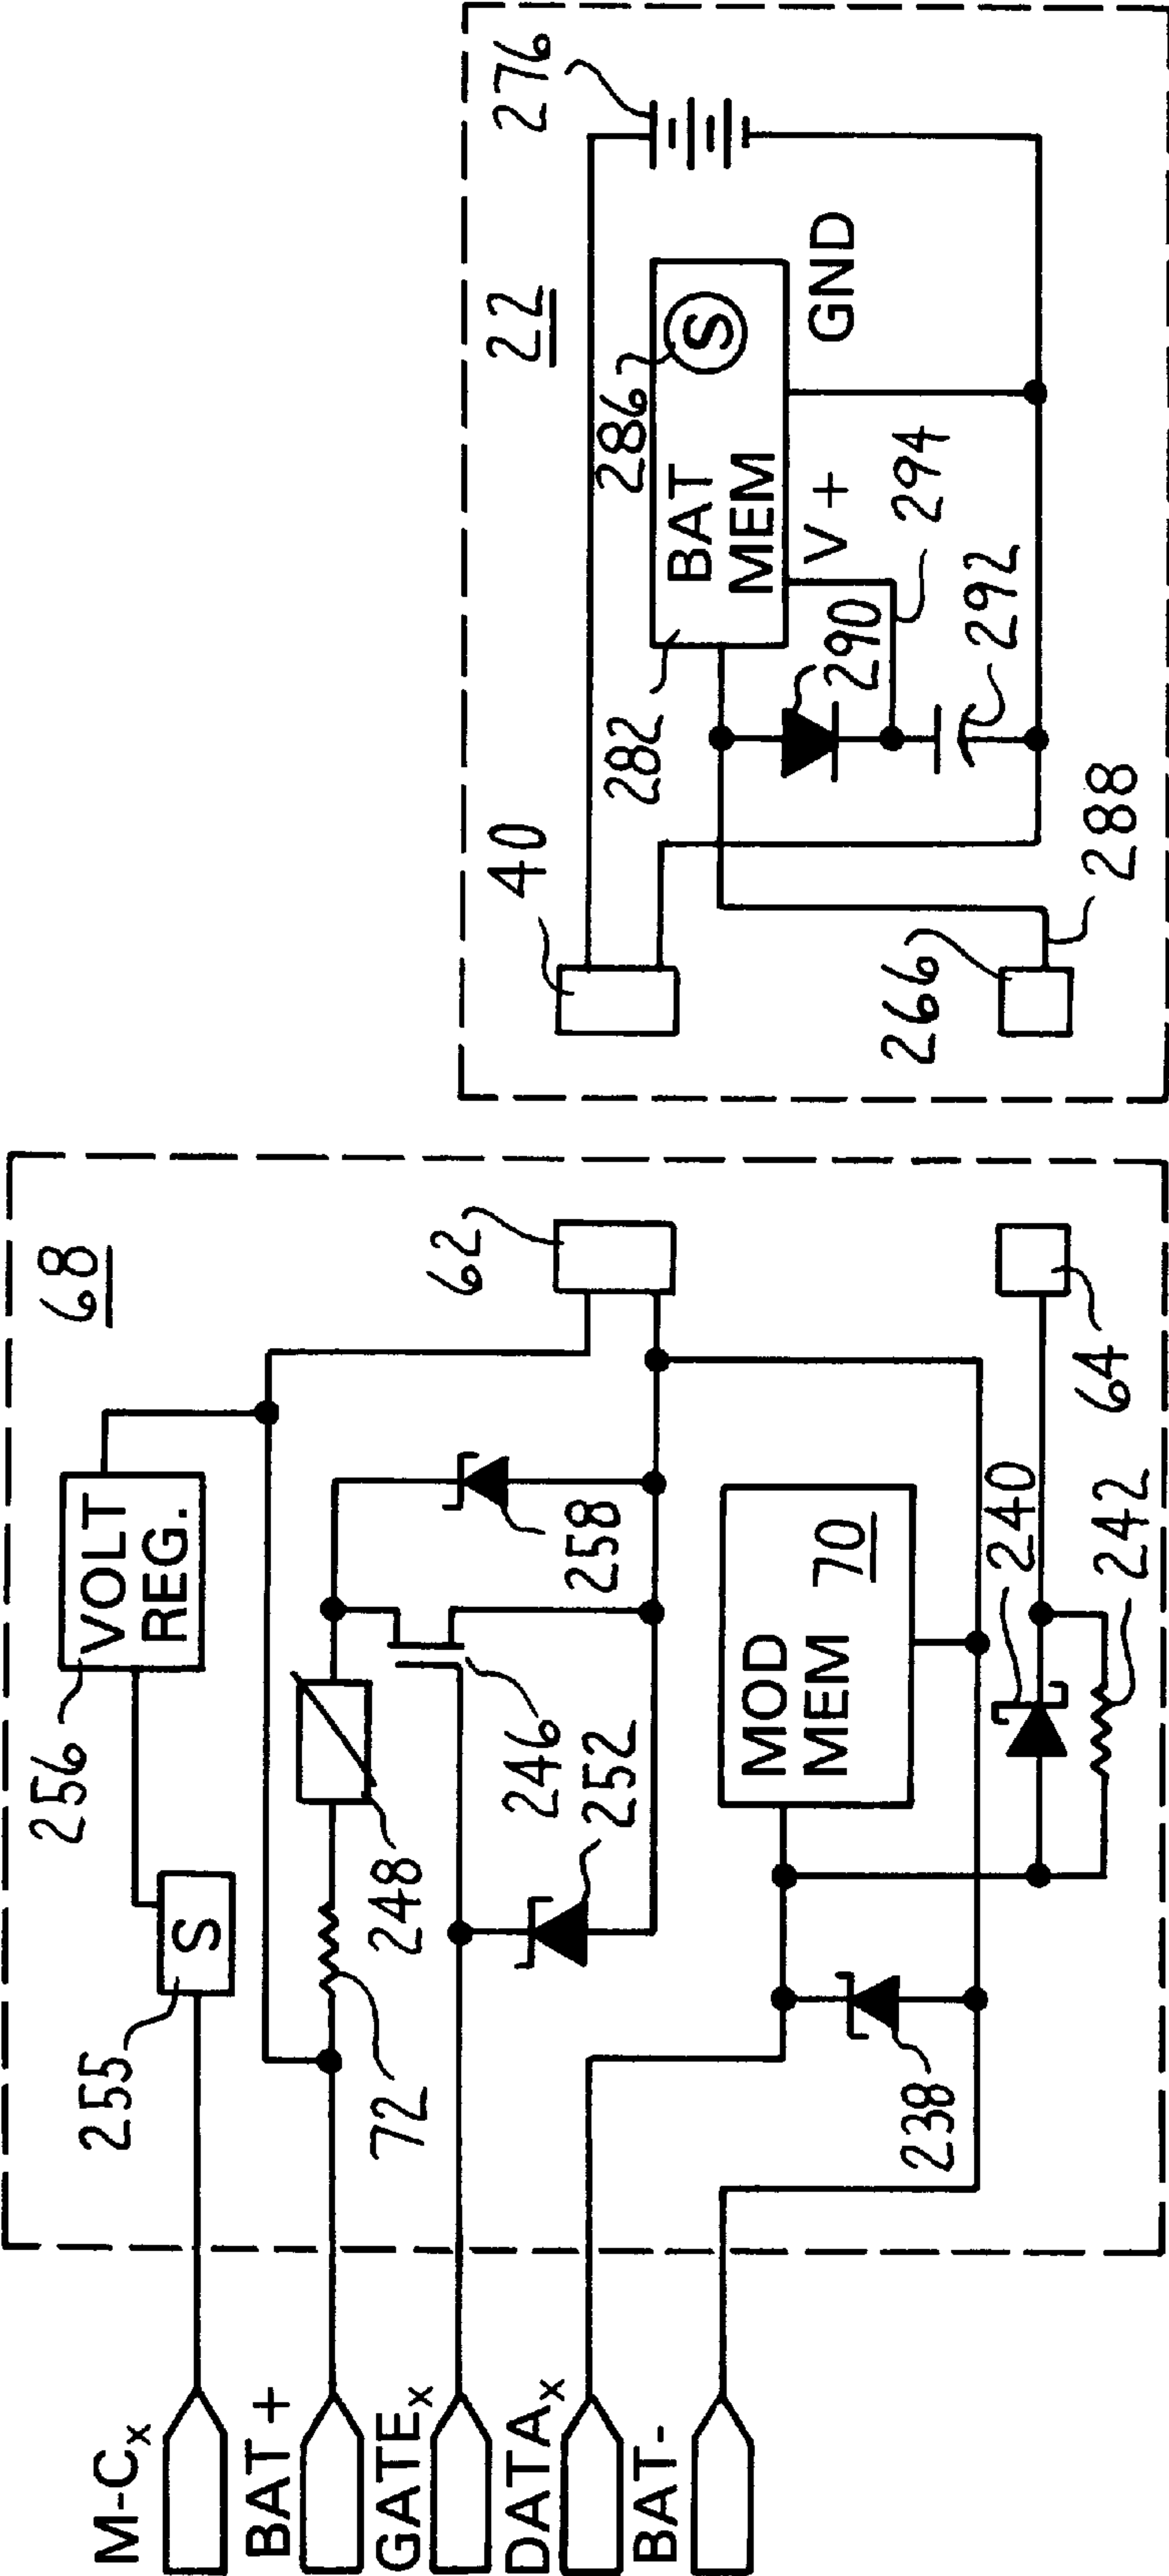 M-Cx
BAT+
GATEx
DATAx
BAT-
68
255
S
256
VOLT
REG.
72
248
246
252
258
62
MOD
MEM
70
238
240
242
64
22
40
276
282
286
BAT
MEM
S
V+
GND
290
294
292
266
288